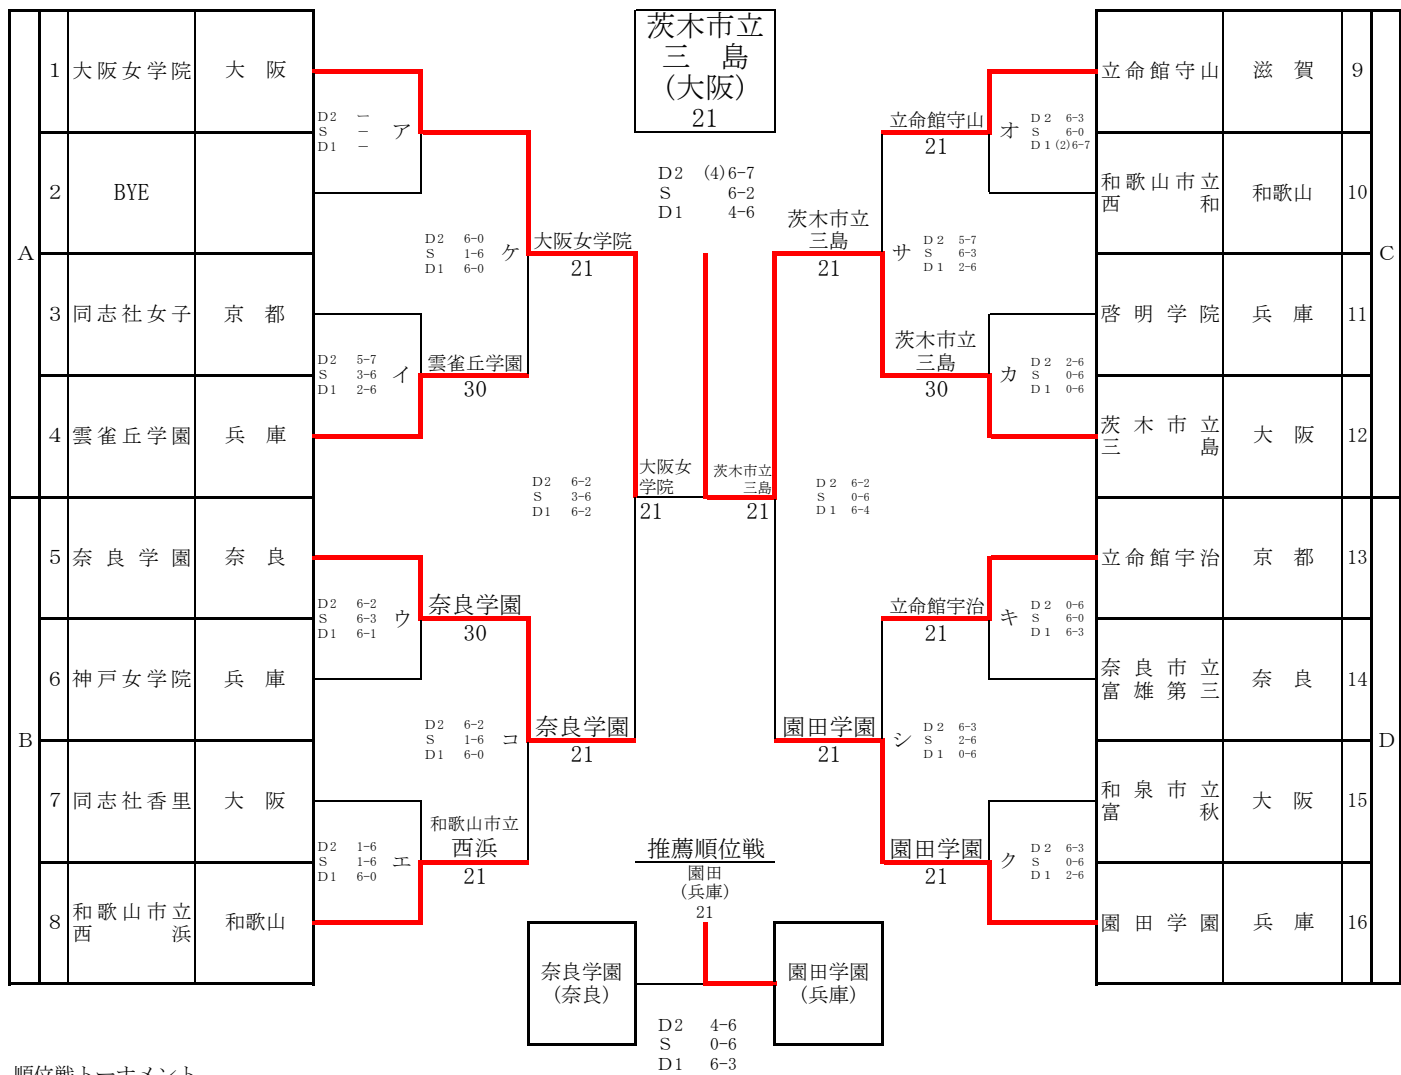 茨木市立
三 島
(大阪)
21
D2 (4)6-7
S 6-2
D1 4-6
A
1 大阪女学院 大 阪
2 BYE
3 同志社女子 京 都
4 雲雀丘学園 兵 庫
B
5 奈良学園 奈 良
6 神戸女学院 兵 庫
7 同志社香里 大 阪
8 和歌山市立
西 浜
和歌山
D2 －
S －
D1 －
ア
D2 5-7
S 3-6
D1 2-6
イ
D2 6-2
S 6-3
D1 6-1
ウ
D2 1-6
S 1-6
D1 6-0
エ
D2 6-0
S 1-6
D1 6-0
ケ
雲雀丘学園
30
奈良学園
30
D2 6-2
S 1-6
D1 6-0
コ
和歌山市立
西浜
21
大阪女学院
21
奈良学園
21
D2 6-2
S 3-6
D1 6-2
大阪女
学院
21
茨木市立
三島
21
D2 6-2
S 0-6
D1 6-4
茨木市立
三島
21
園田学園
21
立命館守山
21
サ
D2 5-7
S 6-3
D1 2-6
茨木市立
三島
30
立命館宇治
21
シ
D2 6-3
S 2-6
D1 0-6
園田学園
21
オ
D2 6-3
S 6-0
D1(2)6-7
カ
D2 2-6
S 0-6
D1 0-6
キ
D2 0-6
S 6-0
D1 6-3
ク
D2 6-3
S 0-6
D1 2-6
立命館守山 滋 賀 9
和歌山市立
西 和
和歌山 10
啓明学院 兵 庫 11
茨木市立
三 島
大 阪 12
C
立命館宇治 京 都 13
奈良市立
富雄第三
奈 良 14
和泉市立
富 秋
大 阪 15
園田学園 兵 庫 16
D
推薦順位戦
園田
(兵庫)
21
奈良学園
(奈良)
園田学園
(兵庫)
D2 4-6
S 0-6
D1 6-3
順位戦トーナメント